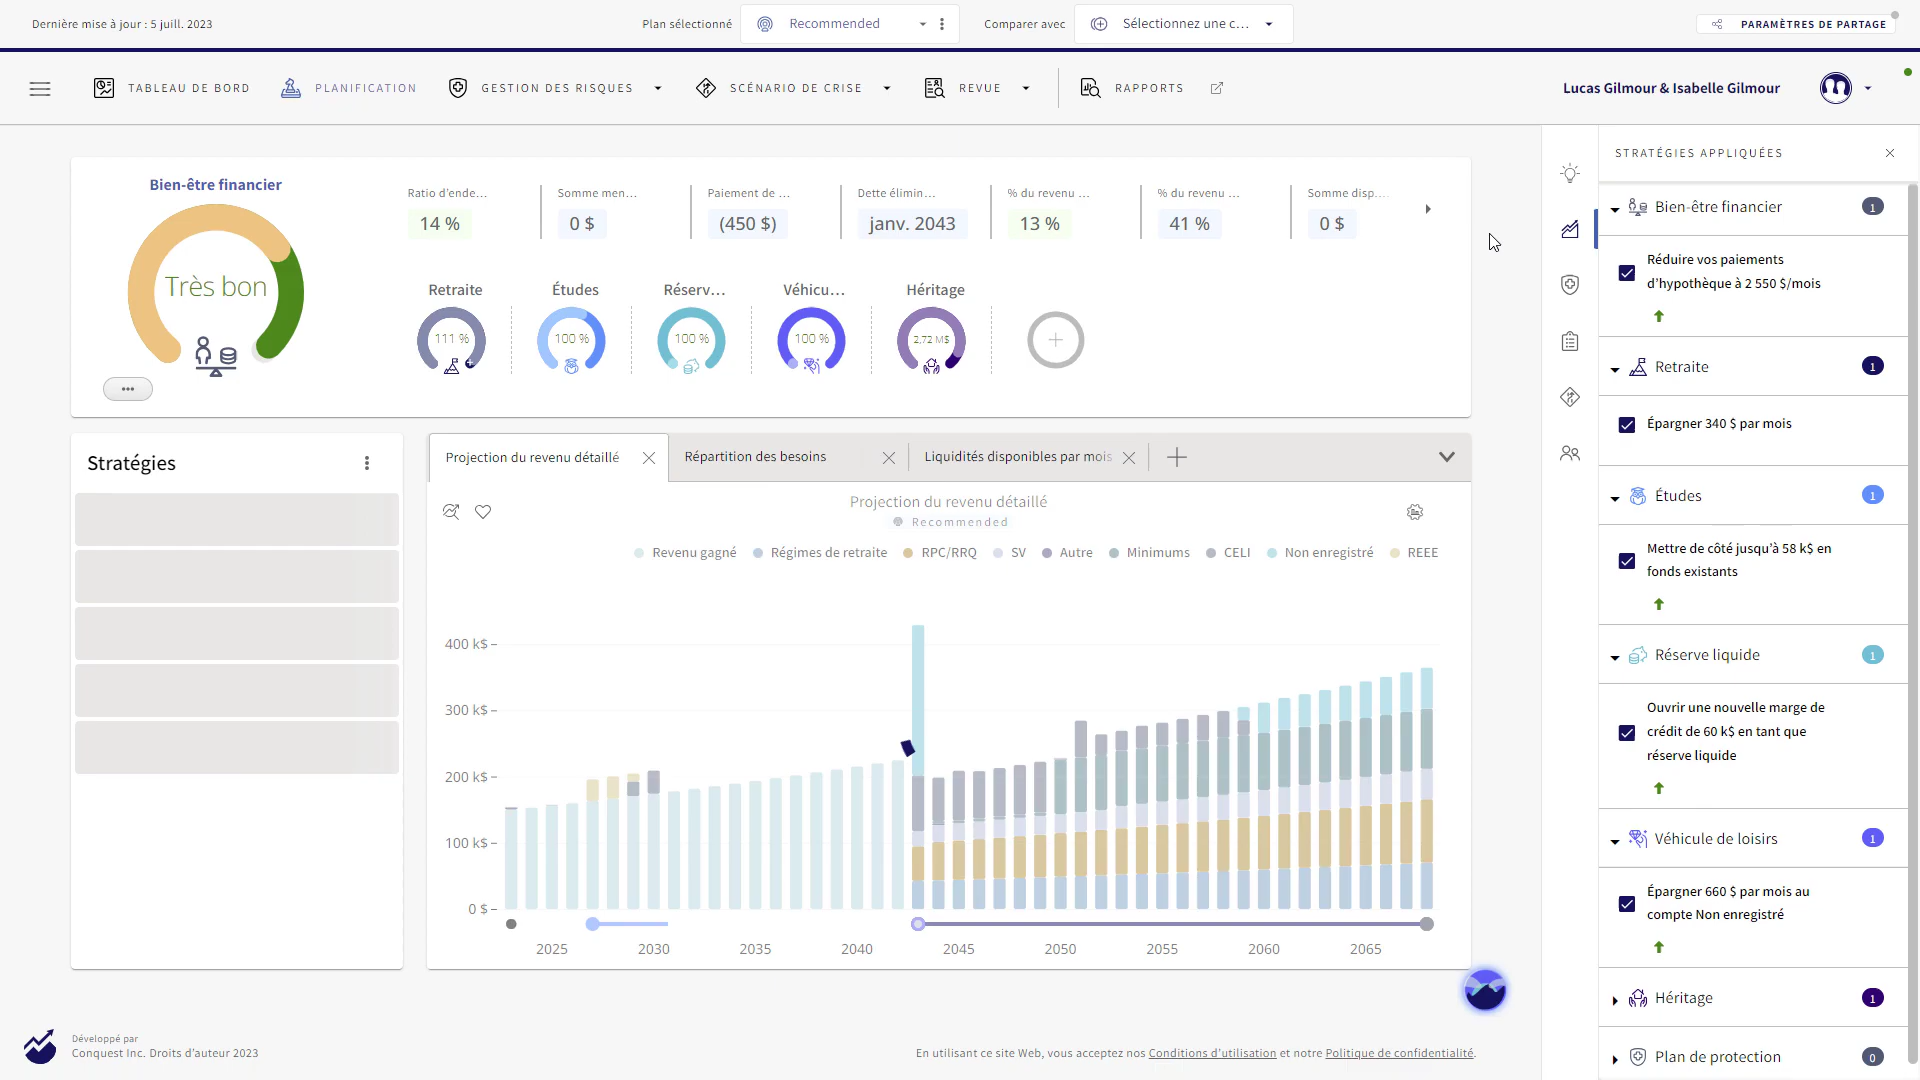 Dernière mise à jour : 5 juill. 2023
Plan sélectionné
Recommended
Comparer avec
Sélectionnez une c...
PARAMÈTRES DE PARTAGE
TABLEAU DE BORD
PLANIFICATION
GESTION DES RISQUES
SCÉNARIO DE CRISE
REVUE
RAPPORTS
Lucas Gilmour & Isabelle Gilmour
Bien-être financier
Très bon
Ratio d'ende...
14 %
Somme men...
0 $
Paiement de ...
(450 $)
Dette élimin...
janv. 2043
% du revenu ...
13 %
% du revenu ...
41 %
Somme disp....
0 $
Retraite
111 %
Études
100 %
Réserv...
100 %
Véhicu...
100 %
Héritage
2,72 M$
Stratégies
Projection du revenu détaillé
Répartition des besoins
Liquidités disponibles par mois
Projection du revenu détaillé
Recommended
Revenu gagné
Régimes de retraite
RPC/RRQ
SV
Autre
Minimums
CELI
Non enregistré
REEE
400 k$
300 k$
200 k$
100 k$
0 $
2025
2030
2035
2040
2045
2050
2055
2060
2065
STRATÉGIES APPLIQUÉES
Bien-être financier
1
Réduire vos paiements
d'hypothèque à 2 550 $/mois
Retraite
1
Épargner 340 $ par mois
Études
1
Mettre de côté jusqu'à 58 k$ en
fonds existants
Réserve liquide
1
Ouvrir une nouvelle marge de
crédit de 60 k$ en tant que
réserve liquide
Véhicule de loisirs
1
Épargner 660 $ par mois au
compte Non enregistré
Héritage
1
Plan de protection
0
Développé par
Conquest Inc. Droits d'auteur 2023
En utilisant ce site Web, vous acceptez nos Conditions d'utilisation et notre Politique de confidentialité.